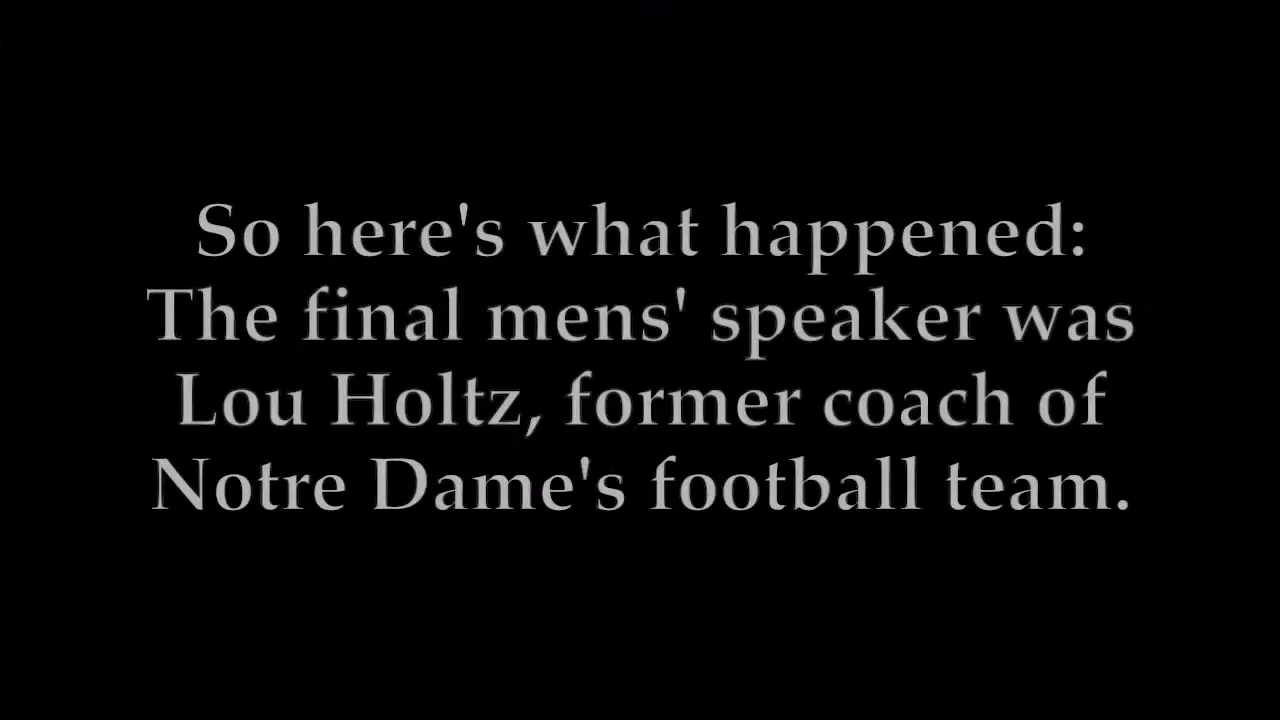 So here's what happened:
The final mens' speaker was
Lou Holtz, former coach of
Notre Dame's football team.